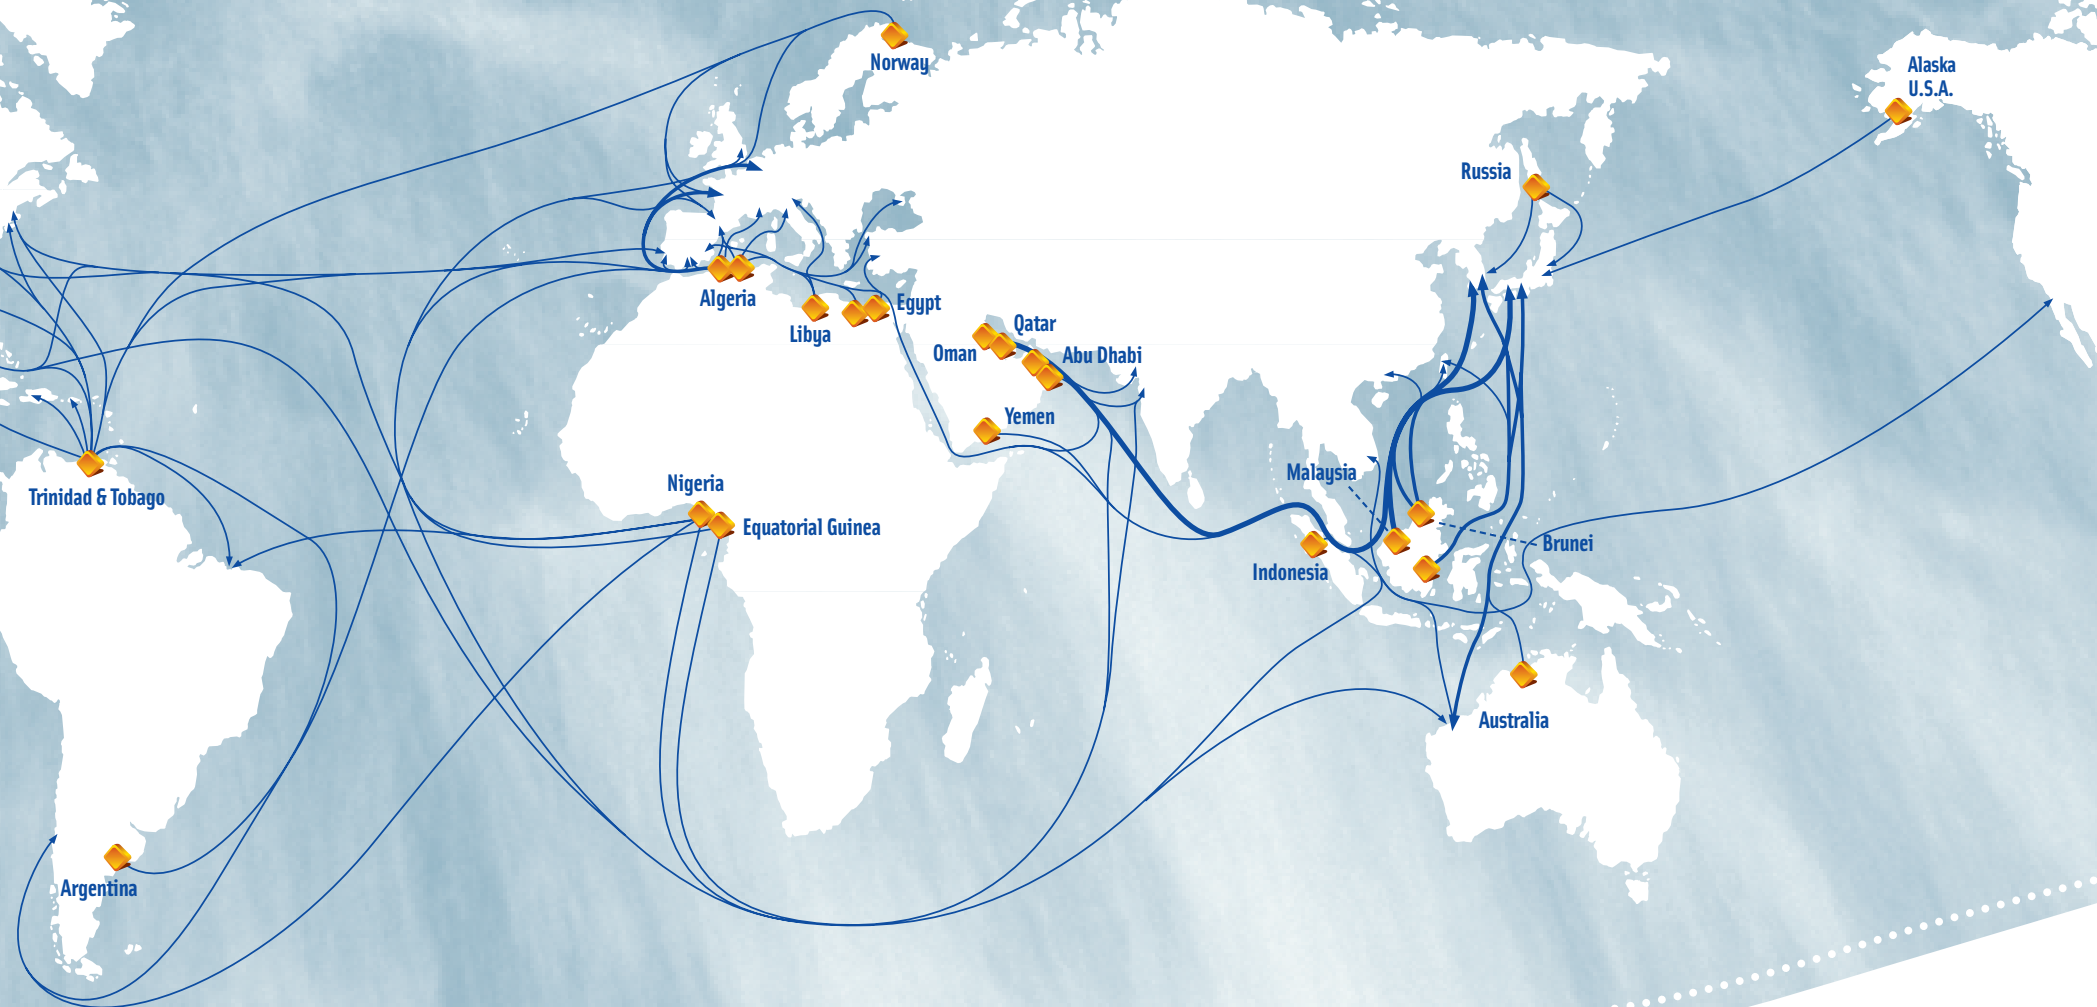 Norway
Alaska
U.S.A.
Russia
Algeria
Libya
Egypt
Qatar
Oman
Abu Dhabi
Yemen
Trinidad & Tobago
Nigeria
Equatorial Guinea
Malaysia
Brunei
Indonesia
Australia
Argentina